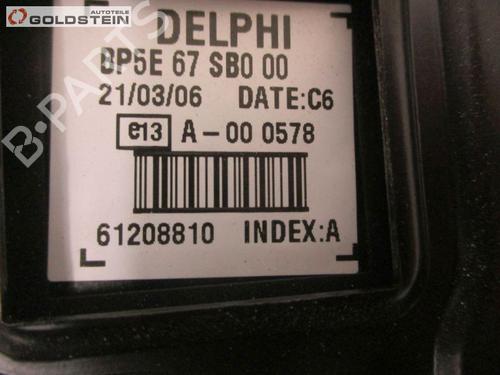 Autoteile
GOLDSTEIN
B-PARTS
DELPHI
BP5E 67 SB0 00
21/03/06 DATE:C6
e13 A-00 0578
61208810 INDEX:A